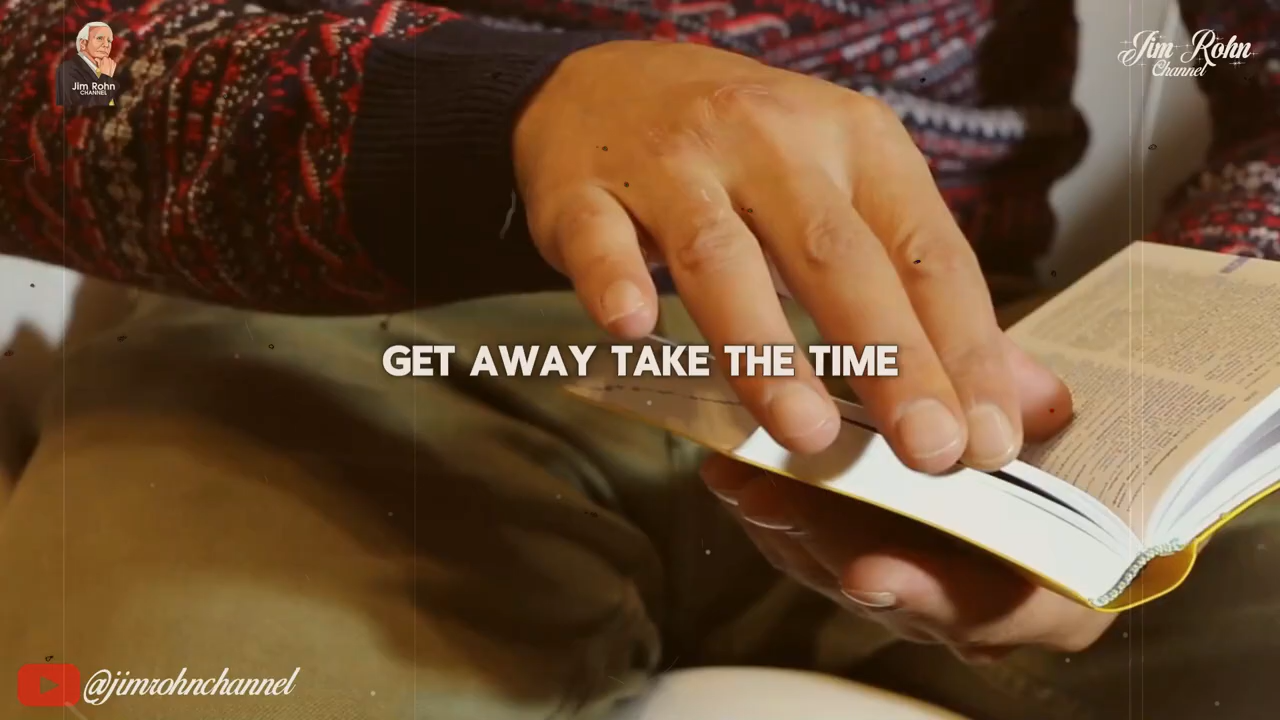 Jim Rohn
CHANNEL
Jim Rohn
Channel
GET AWAY TAKE THE TIME
@jimrohnchannel